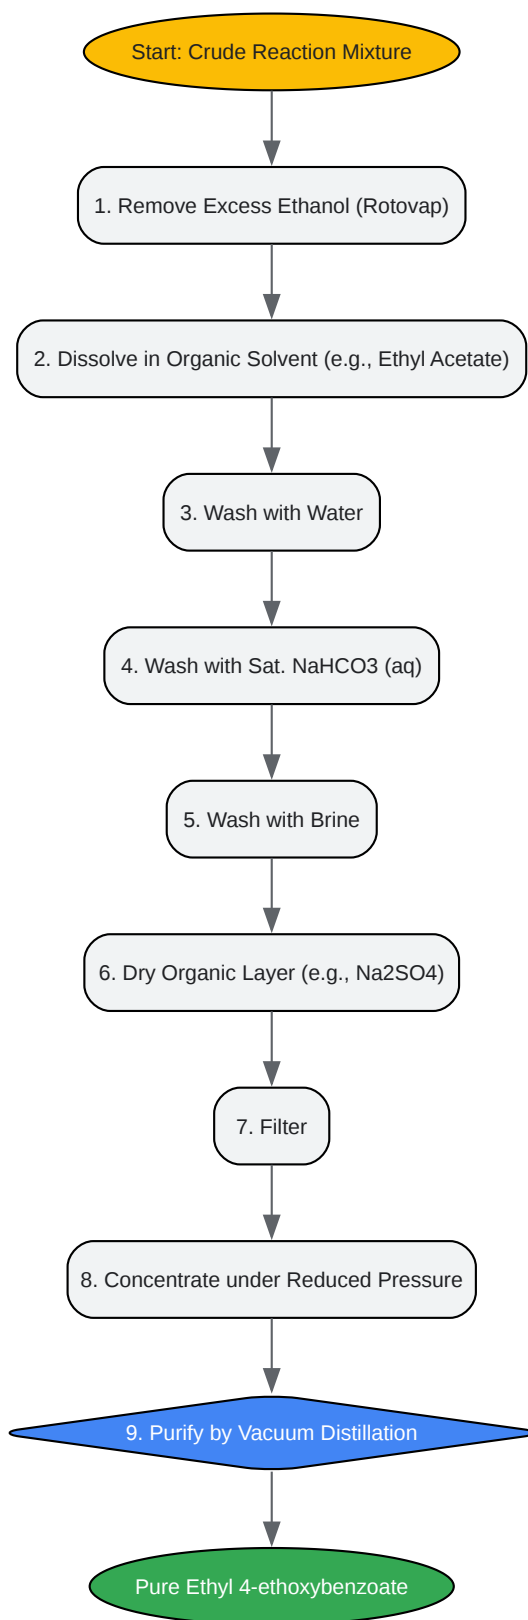 Start: Crude Reaction Mixture
1. Remove Excess Ethanol (Rotovap)
2. Dissolve in Organic Solvent (e.g., Ethyl Acetate)
3. Wash with Water
4. Wash with Sat. NaHCO3 (aq)
5. Wash with Brine
6. Dry Organic Layer (e.g., Na2SO4)
7. Filter
8. Concentrate under Reduced Pressure
9. Purify by Vacuum Distillation
Pure Ethyl 4-ethoxybenzoate